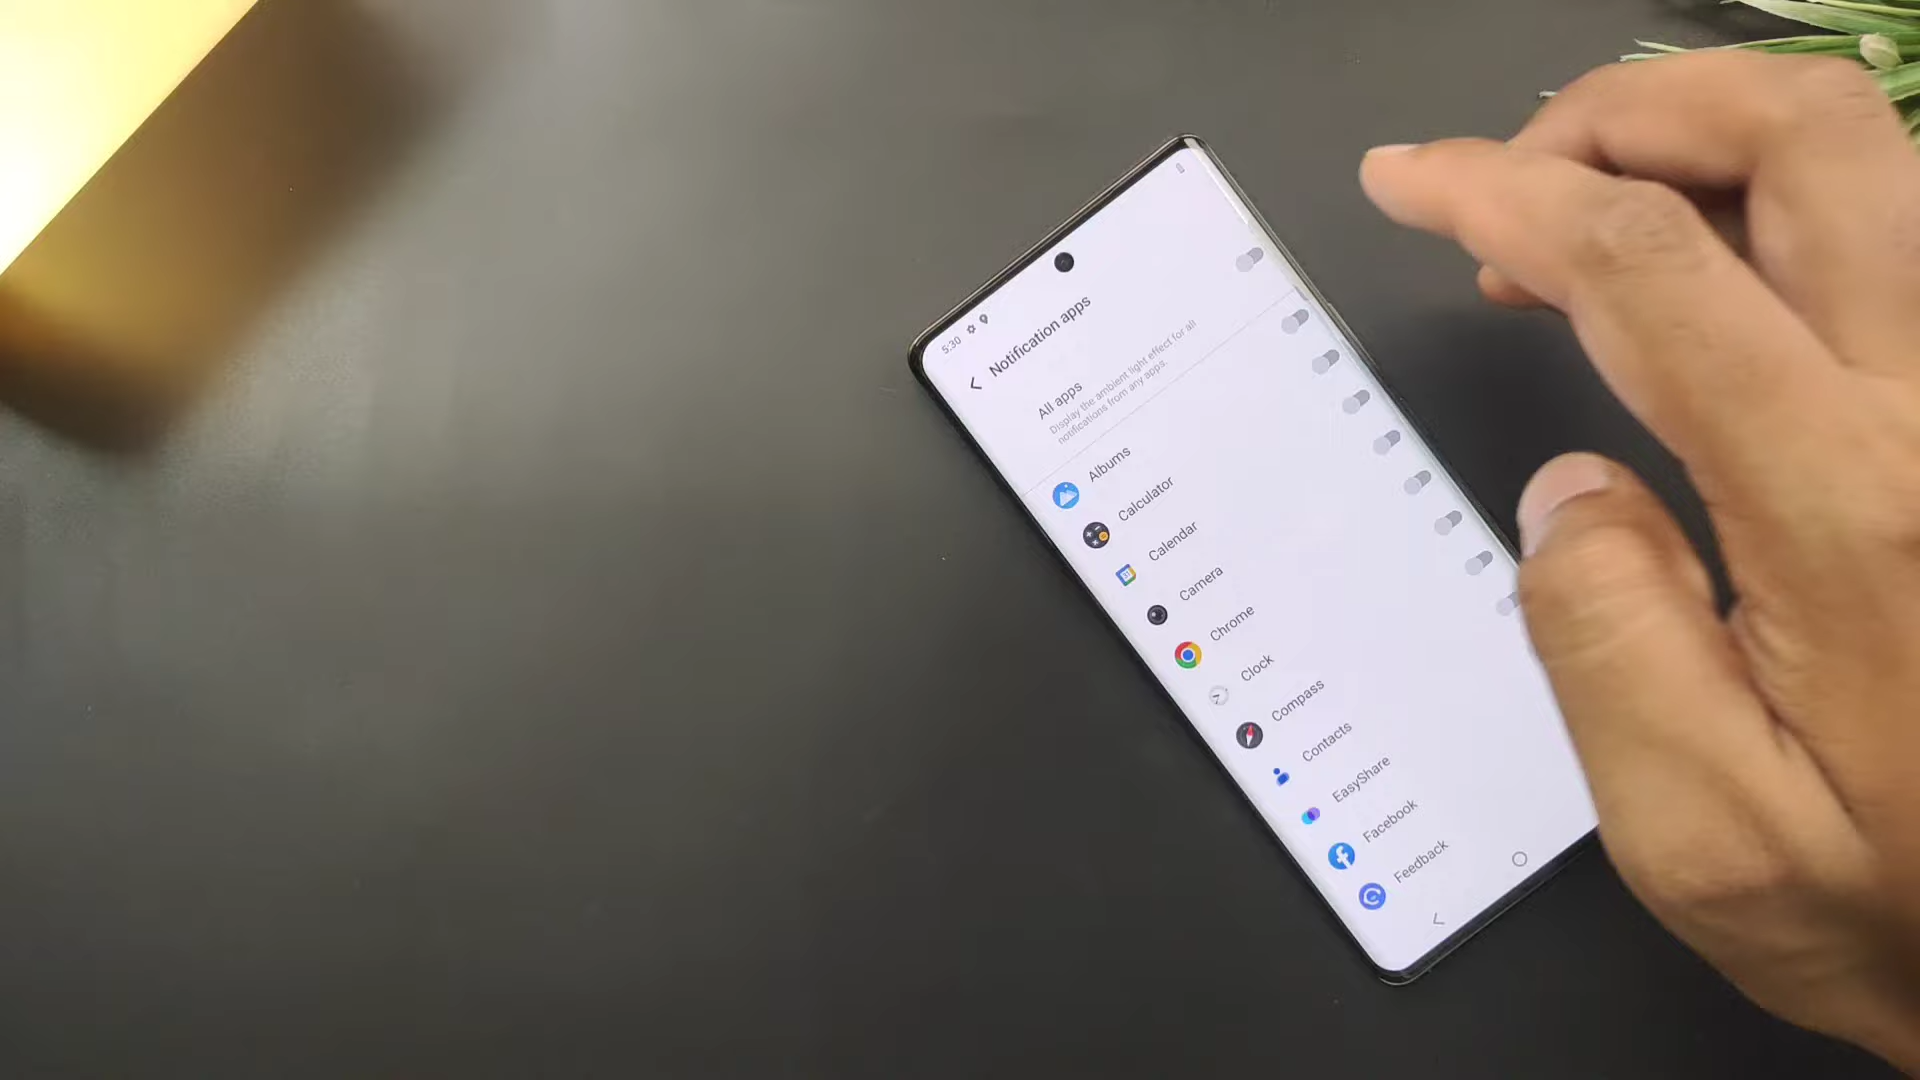 5:30
Notification apps
All apps
Display the ambient light effect for all
notifications from any apps.
Albums
Calculator
Calendar
Camera
Chrome
Clock
Compass
Contacts
EasyShare
Facebook
Feedback